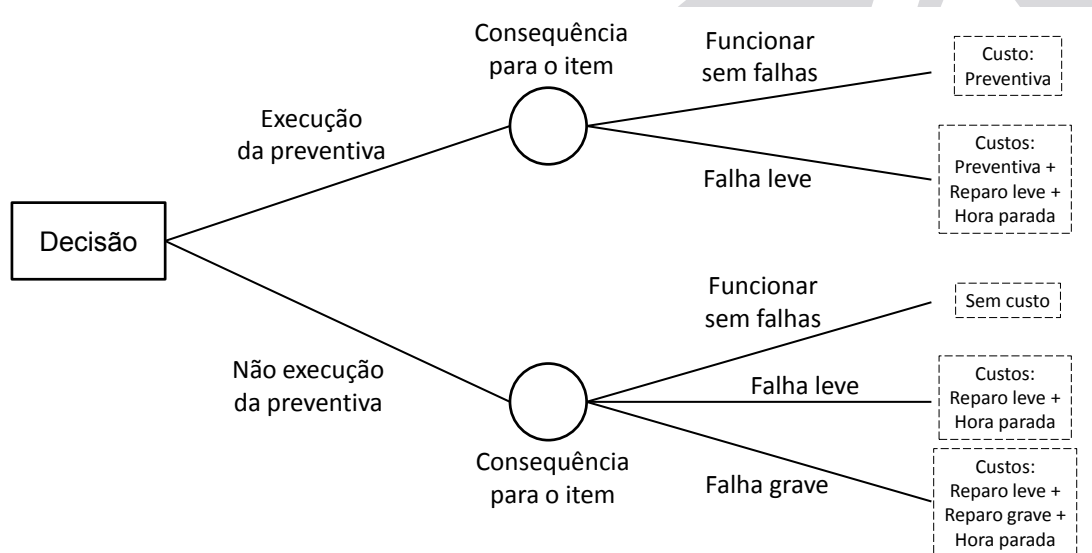 Consequência
para o item
Funcionar
sem falhas
Custo:
Preventiva
Execução
da preventiva
Falha leve
Custos:
Preventiva +
Reparo leve +
Hora parada
Decisão
Funcionar
sem falhas
Sem custo
Não execução
da preventiva
Falha leve
Custos:
Reparo leve +
Hora parada
Consequência
para o item
Falha grave
Custos:
Reparo leve +
Reparo grave +
Hora parada